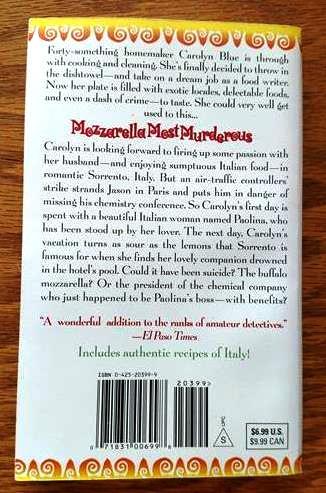 Forty-something homemaker Carolyn Blue is through
with cooking and cleaning. She's finally decided to throw in
the dishtowel—and take on a dream job as a food writer.
Now her plate is filled with exotic locales, delectable foods,
and even a dash of crime—to taste. She could very well get
used to this...
Mozzarella Most Murderous
Carolyn is looking forward to firing up some passion with
her husband—and enjoying sumptuous Italian food—in
romantic Sorrento, Italy. But an air-traffic controllers'
strike strands Jason in Paris and puts him in danger of
missing his chemistry conference. So Carolyn's first day is
spent with a beautiful Italian woman named Paolina, who
has been stood up by her lover. The next day, Carolyn's
vacation turns as sour as the lemons that Sorrento is
famous for when she finds her lovely companion drowned
in the hotel's pool. Could it have been suicide? The buffalo
mozzarella? Or the president of the chemical company
who just happened to be Paolina's boss—with benefits?
"A wonderful addition to the ranks of amateur detectives."
—El Paso Times
Includes authentic recipes of Italy!
ISBN 0-425-20399-9
20399>
UPC
S
0 71831 00699 8
$6.99 U.S.
$9.99 CAN